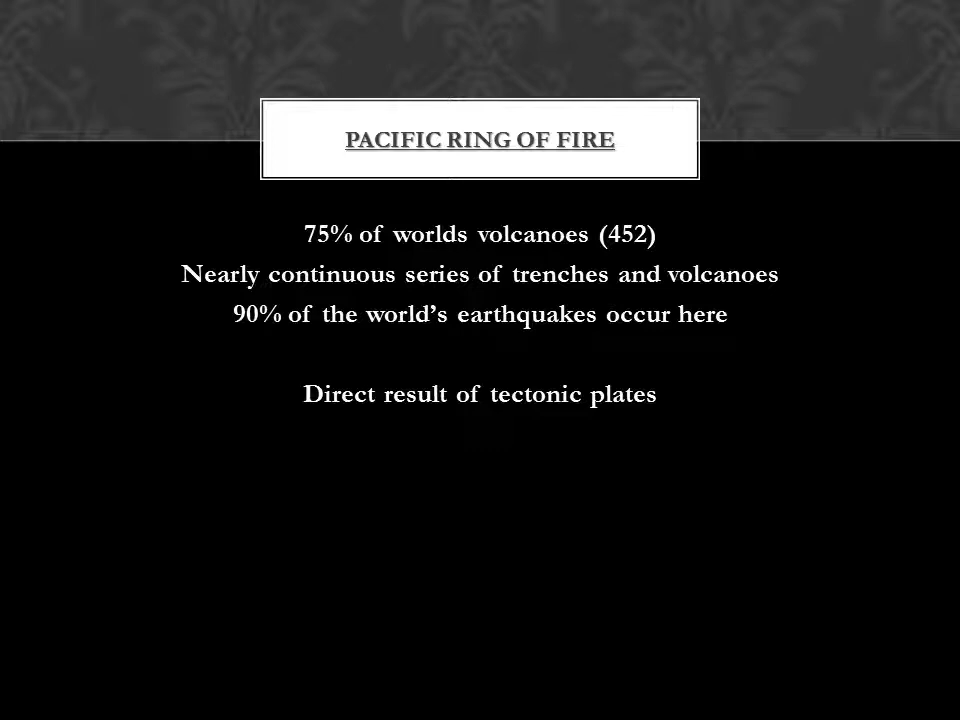 PACIFIC RING OF FIRE
75% of worlds volcanoes (452)
Nearly continuous series of trenches and volcanoes
90% of the world’s earthquakes occur here
Direct result of tectonic plates